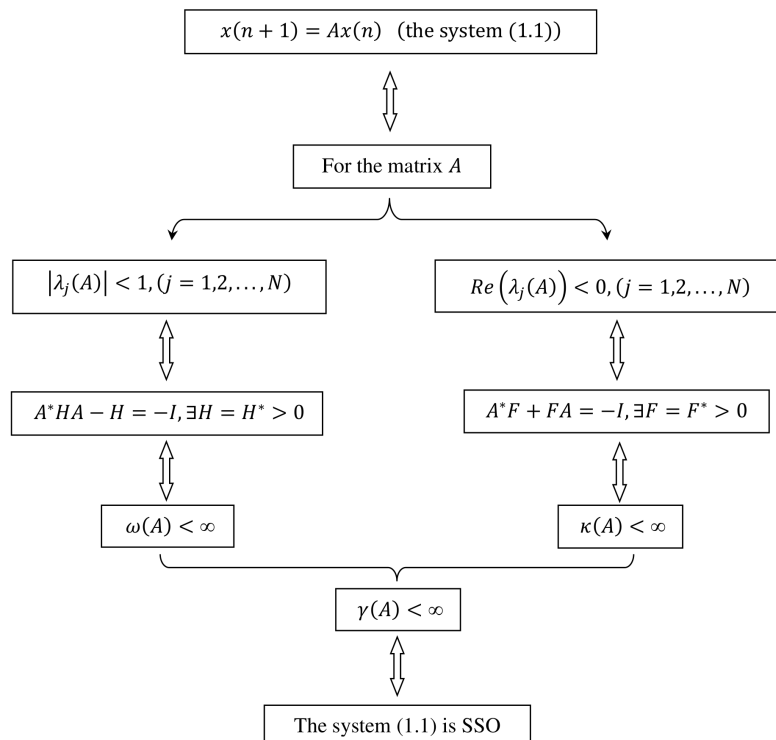 x(n + 1) = Ax(n) (the system (1.1))
For the matrix A
|λ_j(A)| < 1, (j = 1,2, . . . , N)
Re(λ_j(A)) < 0, (j = 1,2, . . . , N)
A*HA − H = −I, ∃H = H* > 0
A*F + FA = −I, ∃F = F* > 0
ω(A) < ∞
κ(A) < ∞
γ(A) < ∞
The system (1.1) is SSO